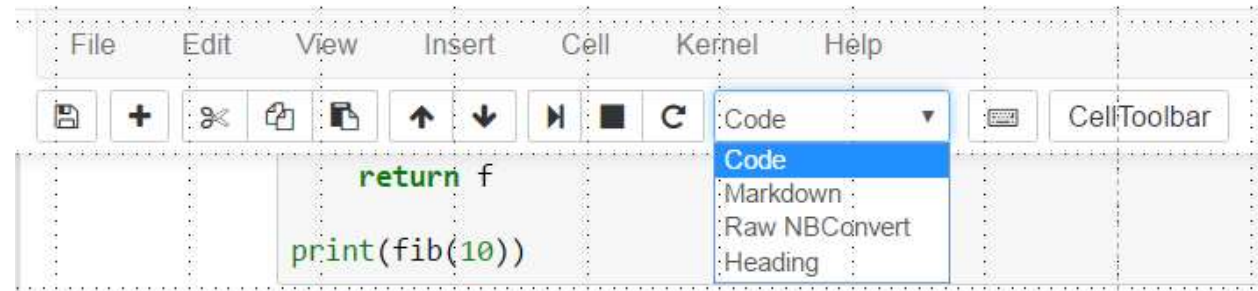 File Edit View Insert Cell Kernel Help
Code CellToolbar
Code
return f
Markdown
Raw NBConvert
print(fib(10))
Heading